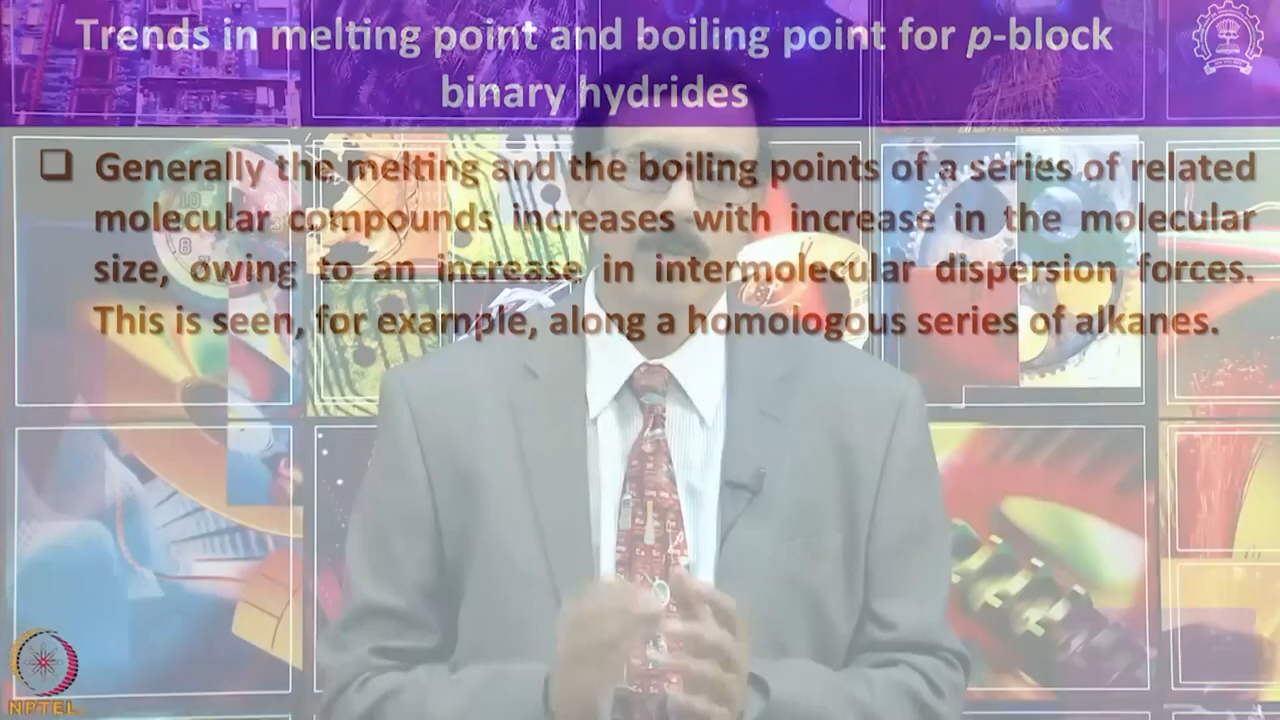 Trends in melting point and boiling point for p-block
binary hydrides
❑ Generally the melting and the boiling points of a series of related
molecular compounds increases with increase in the molecular
size, owing to an increase in intermolecular dispersion forces.
This is seen, for example, along a homologous series of alkanes.
NPTEL